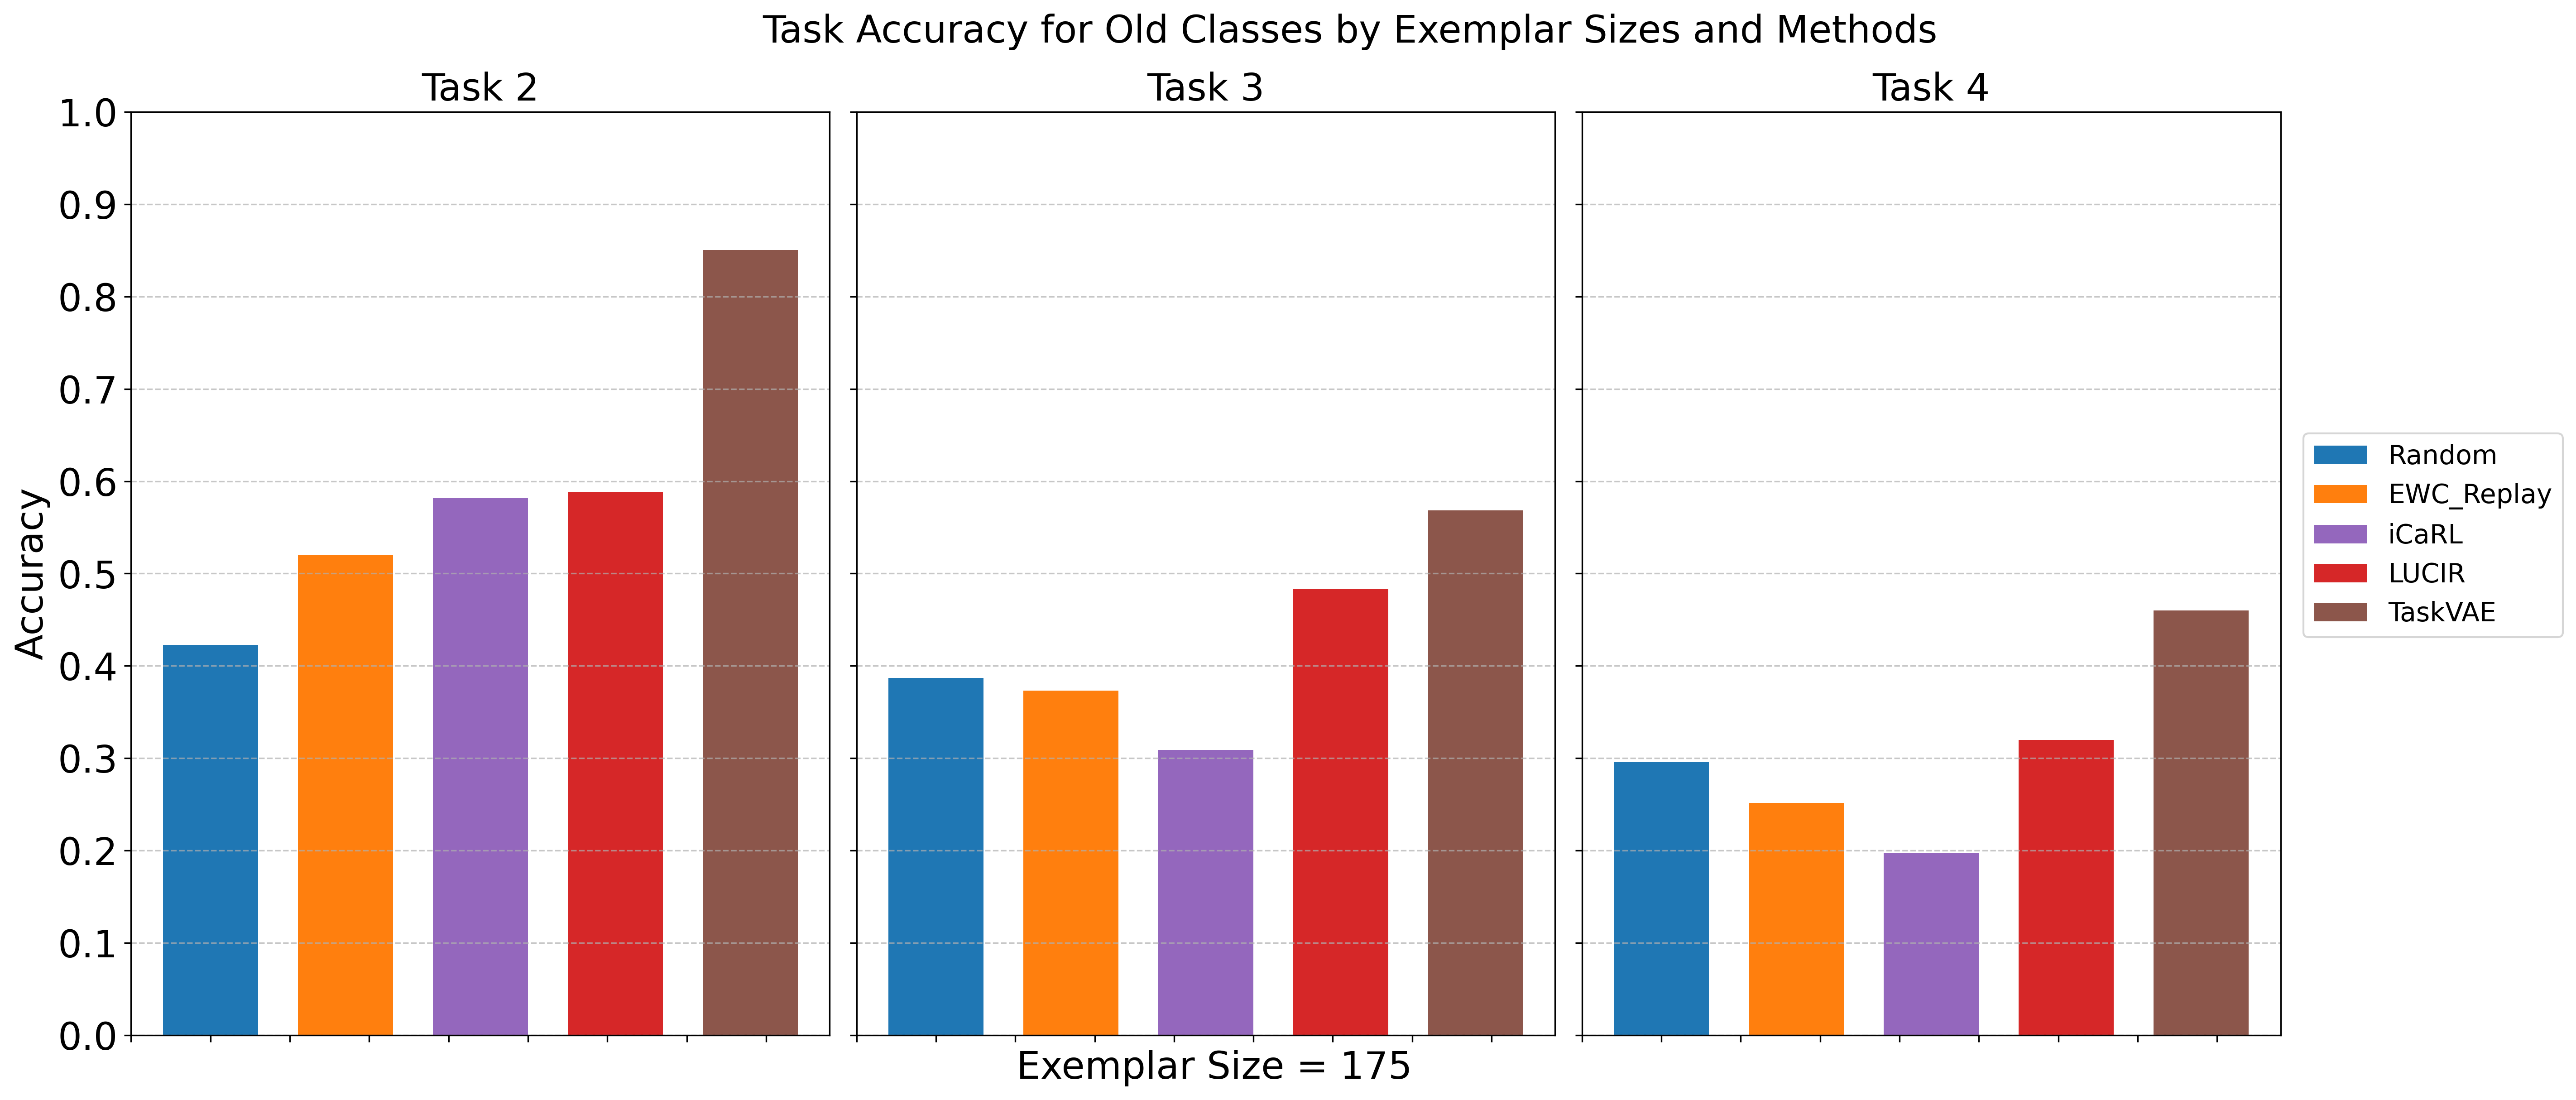 Task Accuracy for Old Classes by Exemplar Sizes and Methods
Task 2
Task 3
Task 4
Accuracy
1.0
0.9
0.8
0.7
0.6
0.5
0.4
0.3
0.2
0.1
0.0
Exemplar Size = 175
Random
EWC_Replay
iCaRL
LUCIR
TaskVAE